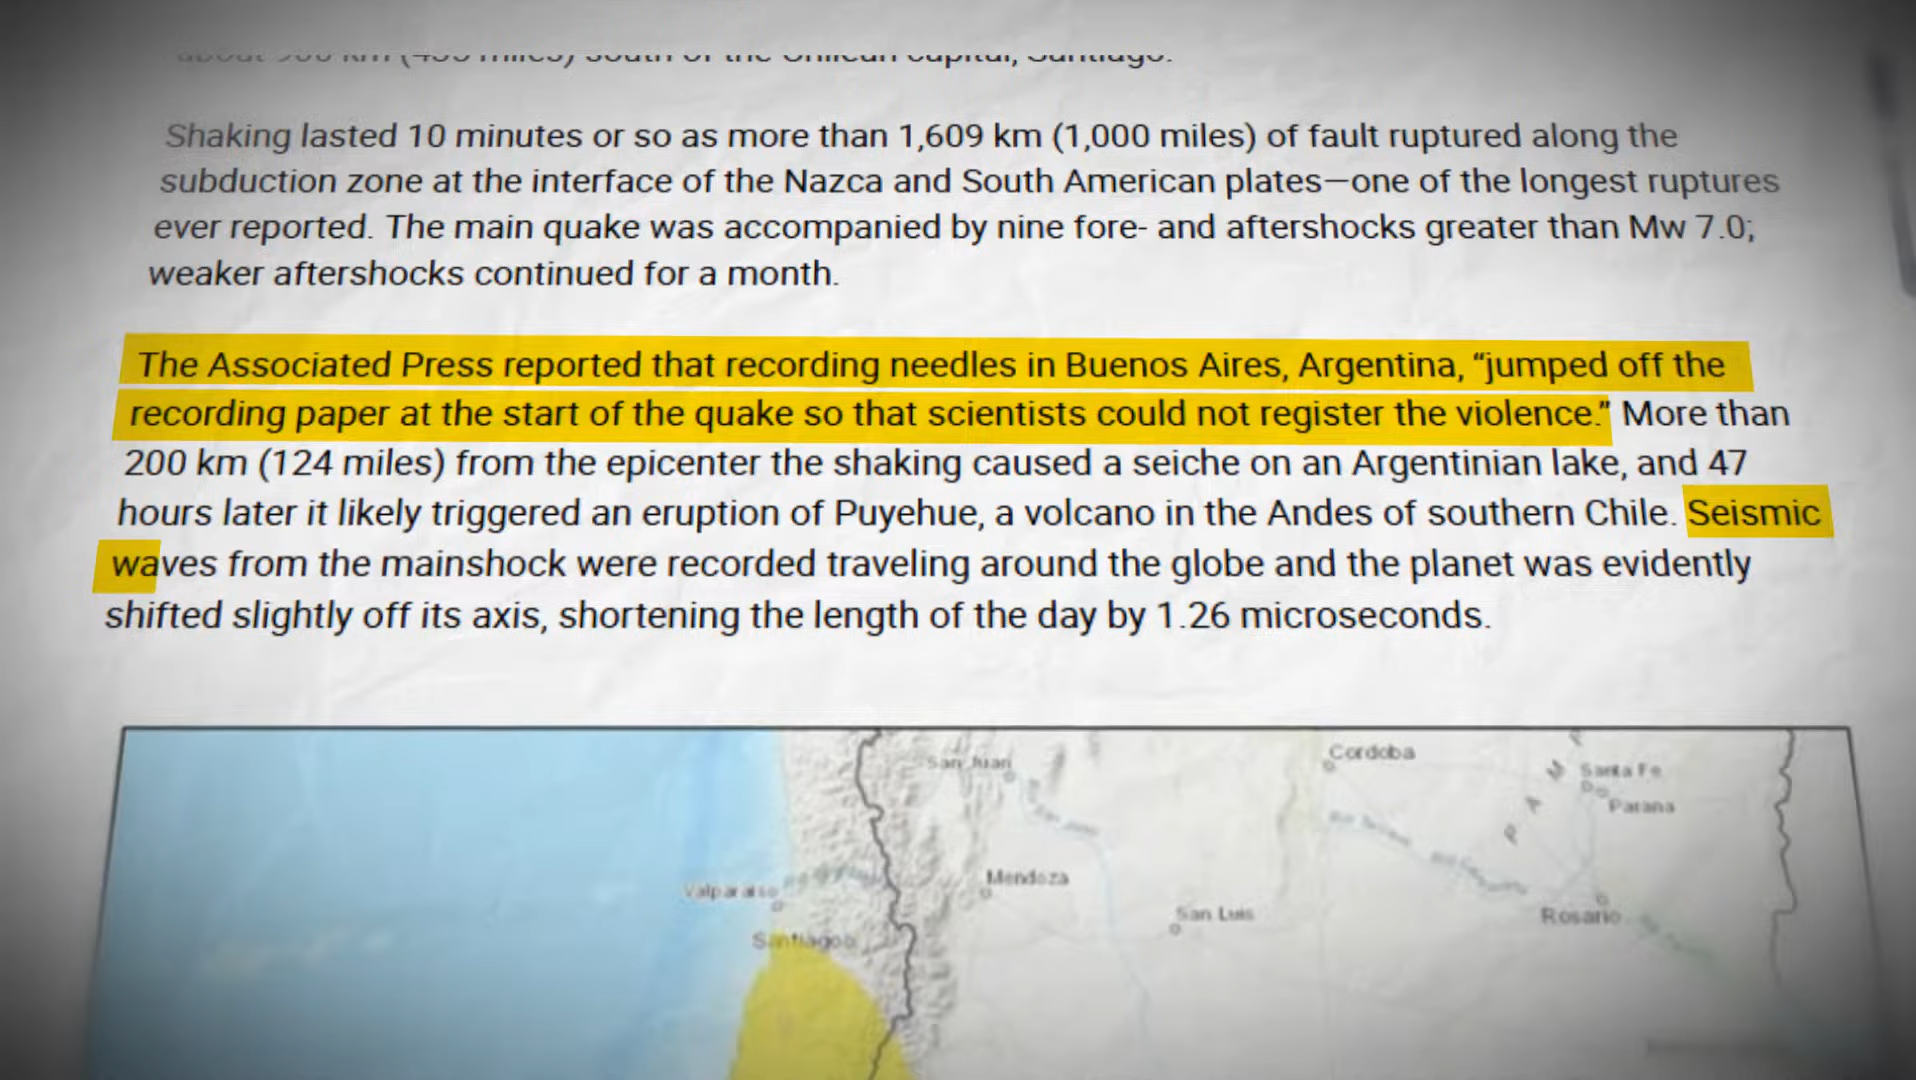 south of the Chilean capital, Santiago.
Shaking lasted 10 minutes or so as more than 1,609 km (1,000 miles) of fault ruptured along the
subduction zone at the interface of the Nazca and South American plates—one of the longest ruptures
ever reported. The main quake was accompanied by nine fore- and aftershocks greater than Mw 7.0;
weaker aftershocks continued for a month.
The Associated Press reported that recording needles in Buenos Aires, Argentina, “jumped off the
recording paper at the start of the quake so that scientists could not register the violence.” More than
200 km (124 miles) from the epicenter the shaking caused a seiche on an Argentinian lake, and 47
hours later it likely triggered an eruption of Puyehue, a volcano in the Andes of southern Chile. Seismic
waves from the mainshock were recorded traveling around the globe and the planet was evidently
shifted slightly off its axis, shortening the length of the day by 1.26 microseconds.
Cordoba
San Juan
Santa Fe
Parana
P A M P
Mendoza
Valparaiso
San Luis
Rosario
Santiago